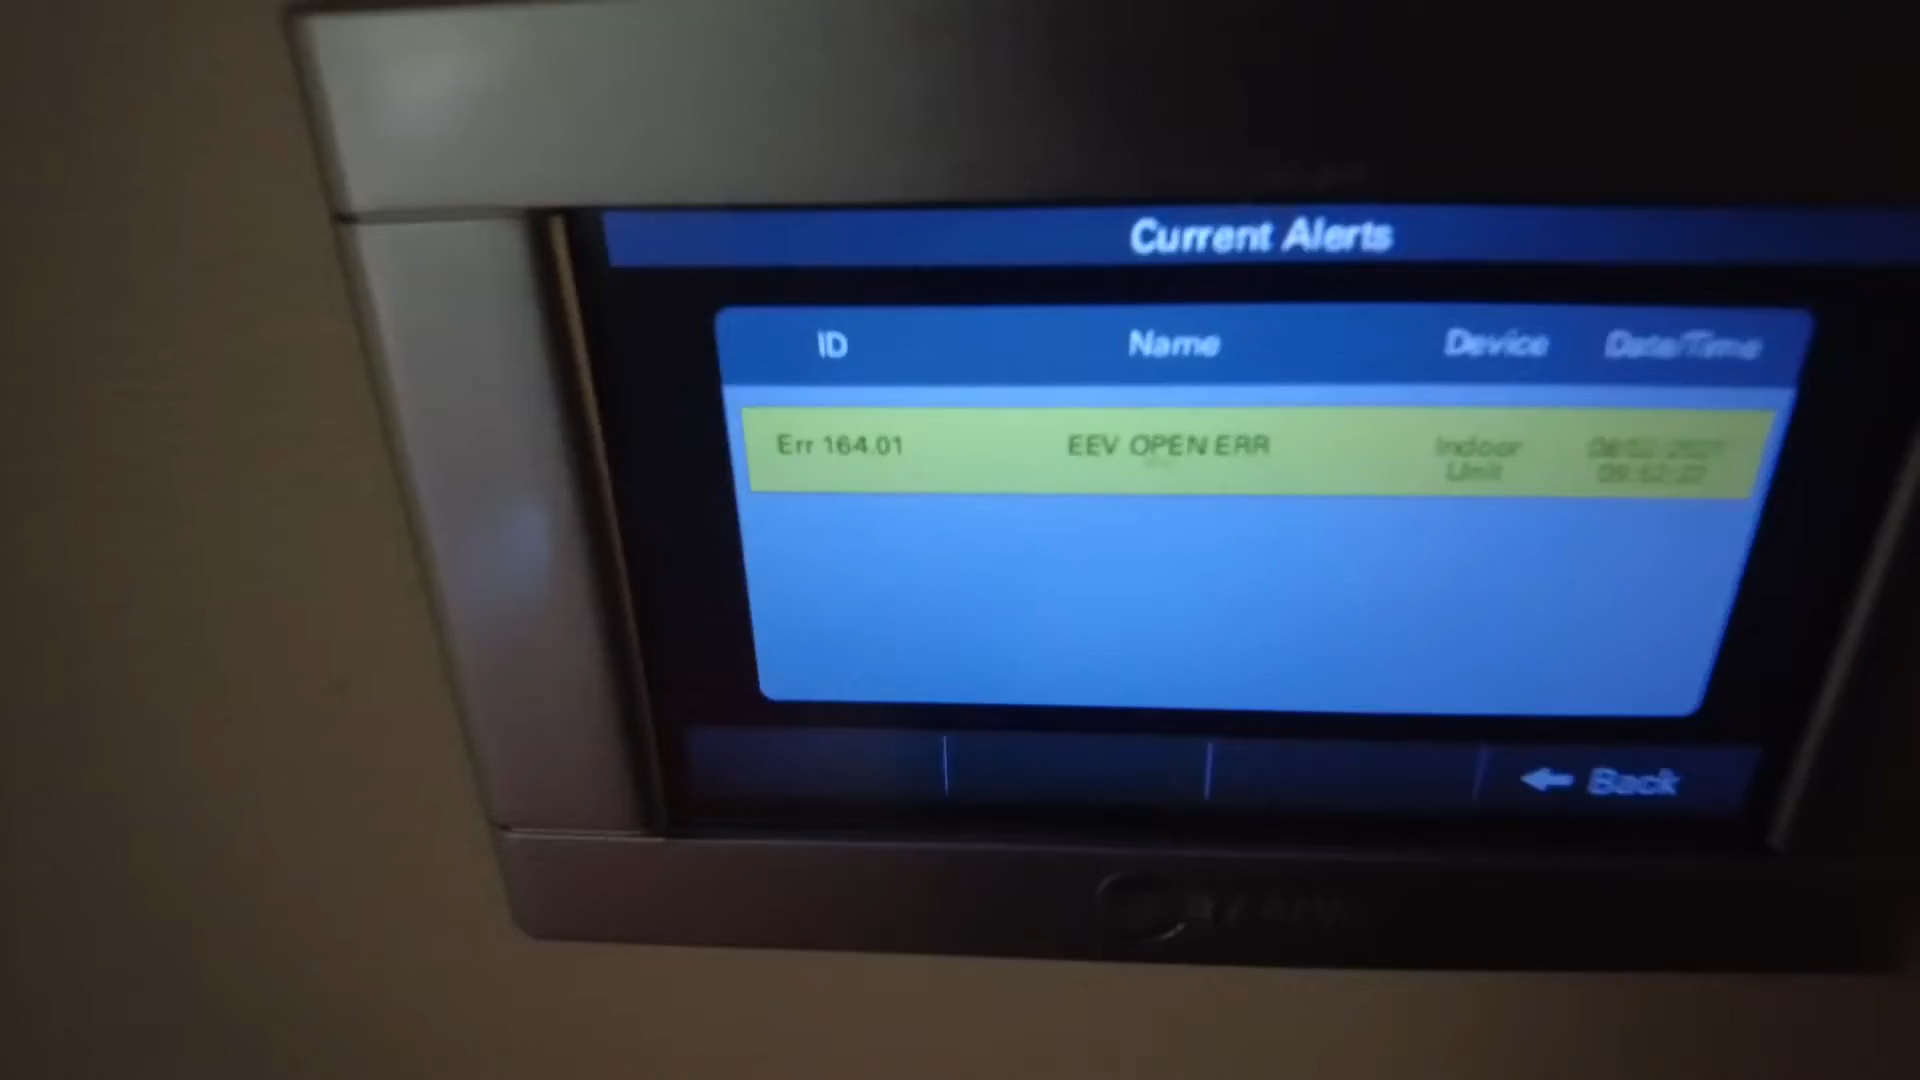 Current Alerts
ID Name Device Date/Time
Err 164.01 EEV OPEN ERR Indoor
Unit
← Back